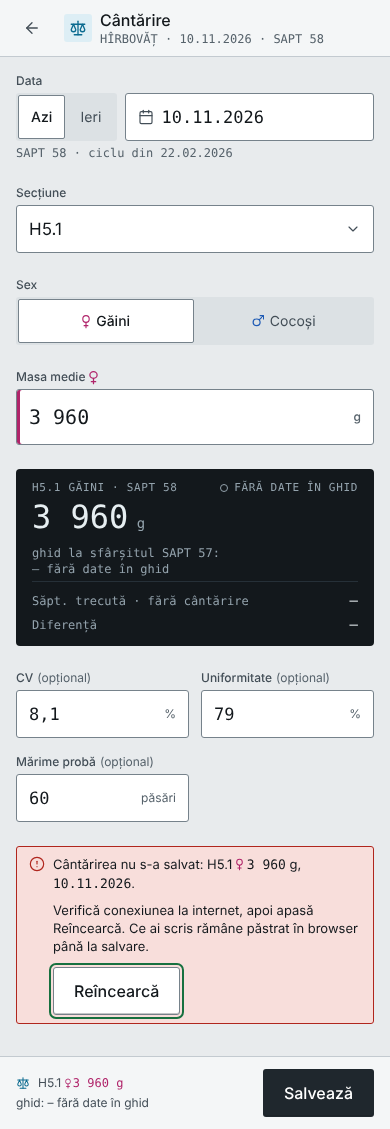 Cântărire
HÎRBOVĂȚ · 10.11.2026 · SAPT 58
Data
Azi Ieri 10.11.2026
SAPT 58 · ciclu din 22.02.2026
Secțiune
H5.1
Sex
♀ Găini ♂ Cocoși
Masa medie ♀
3 960 g
H5.1 GĂINI · SAPT 58 ○ FĂRĂ DATE ÎN GHID
3 960 g
ghid la sfârșitul SAPT 57:
— fără date în ghid
Săpt. trecută · fără cântărire —
Diferență —
CV (opțional) Uniformitate (opțional)
8,1 % 79 %
Mărime probă (opțional)
60 păsări
Cântărirea nu s-a salvat: H5.1 ♀ 3 960 g,
10.11.2026.
Verifică conexiunea la internet, apoi apasă
Reîncearcă. Ce ai scris rămâne păstrat în browser
până la salvare.
Reîncearcă
H5.1 ♀ 3 960 g
ghid: – fără date în ghid
Salvează